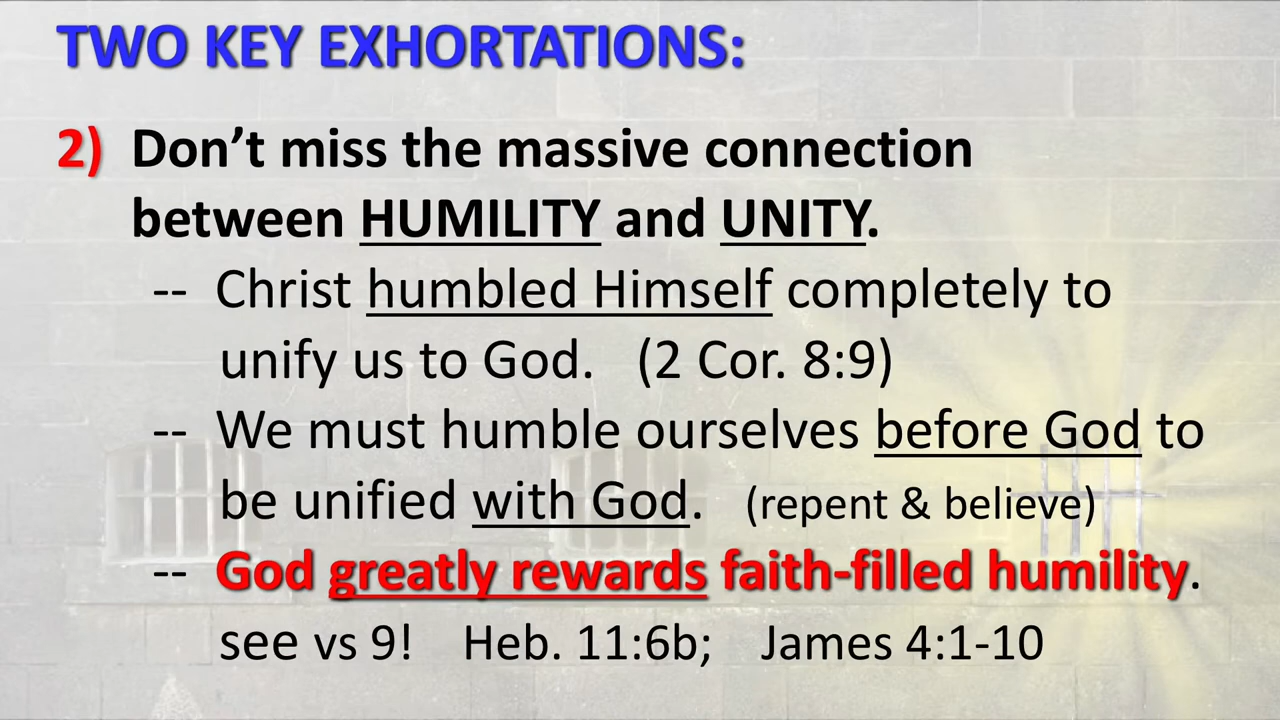 TWO KEY EXHORTATIONS:
2) Don’t miss the massive connection
between HUMILITY and UNITY.
-- Christ humbled Himself completely to
unify us to God. (2 Cor. 8:9)
-- We must humble ourselves before God to
be unified with God. (repent & believe)
-- God greatly rewards faith-filled humility.
see vs 9! Heb. 11:6b; James 4:1-10